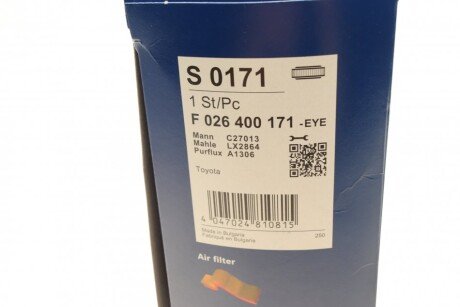 S 0171
1 St/Pc
F 026 400 171 -EYE
Mann C27013
Mahle LX2864
Purflux A1306
Toyota
4 047024 810815
Made in Bulgaria
Fabriqué en Bulgaria
250
Air filter